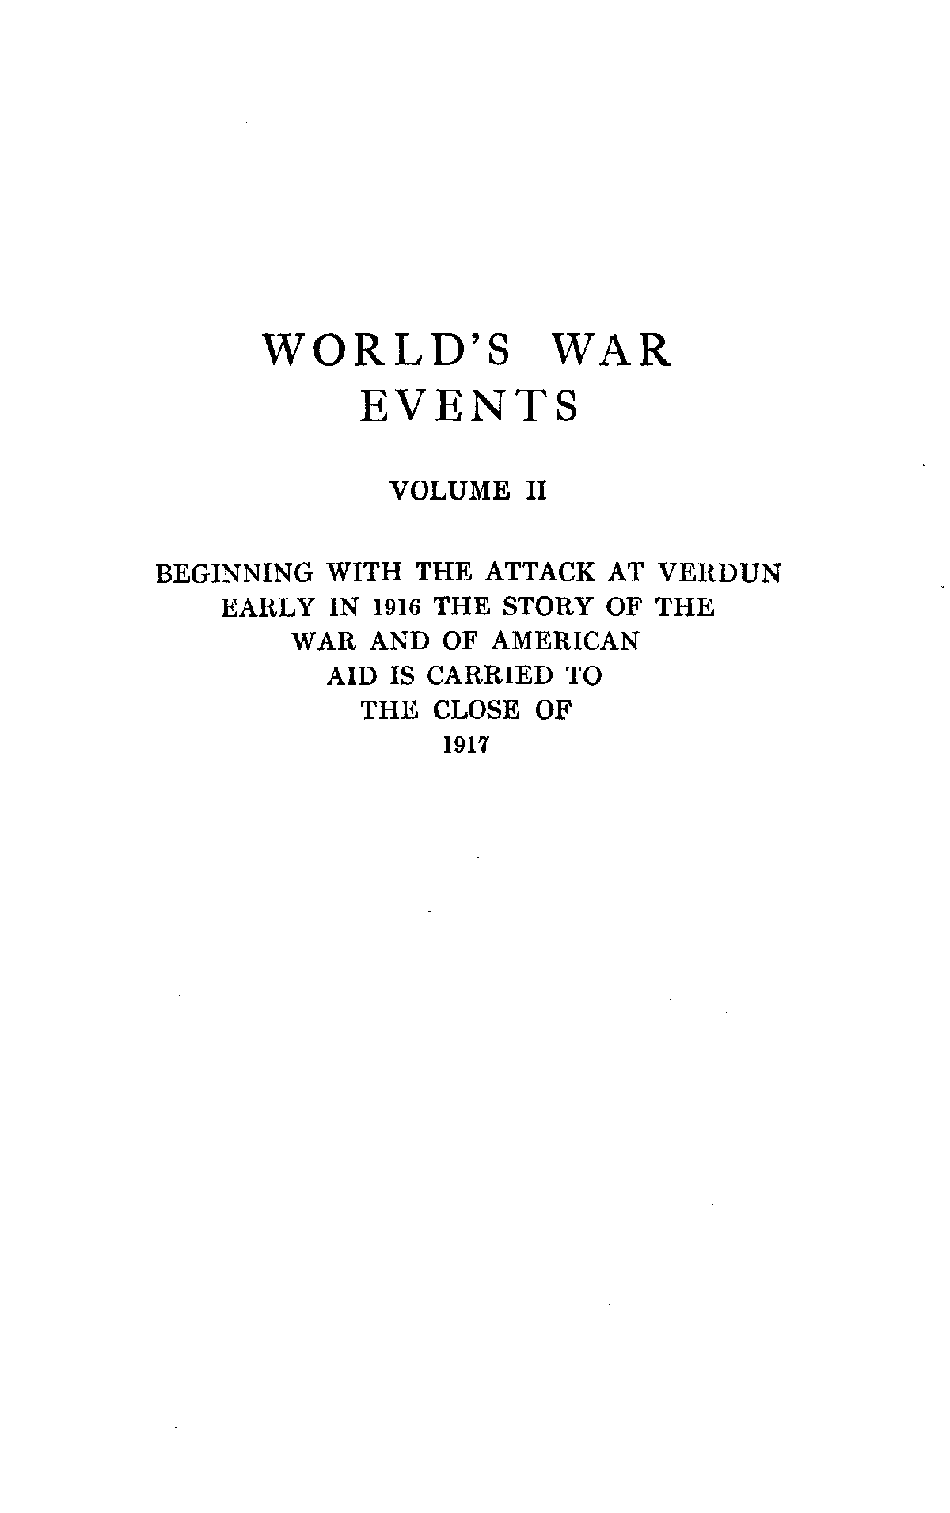 WORLD'S WAR
EVENTS
VOLUME II
BEGINNING WITH THE ATTACK AT VERDUN
EARLY IN 1916 THE STORY OF THE
WAR AND OF AMERICAN
AID IS CARRIED TO
THE CLOSE OF
1917